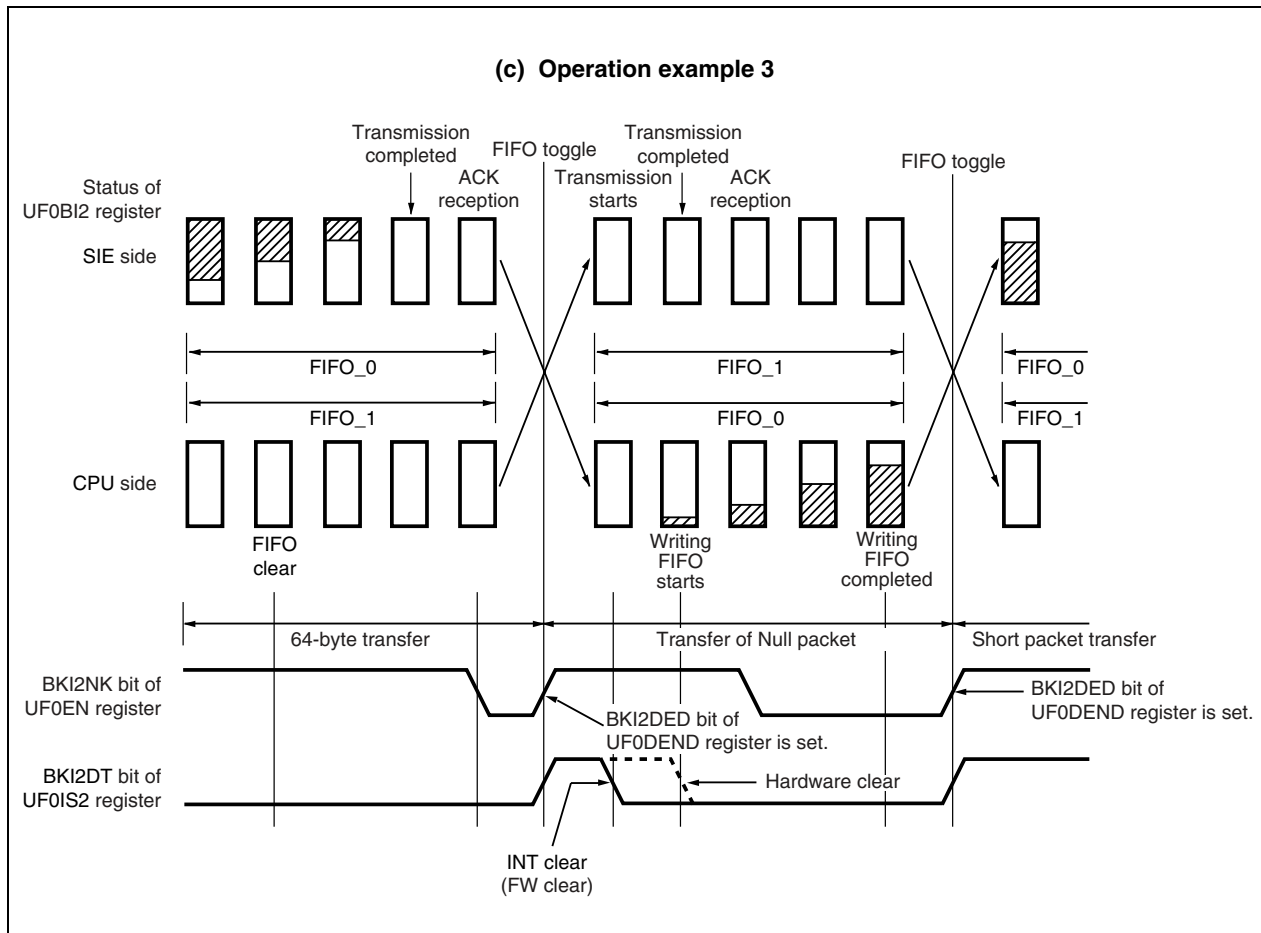 (c) Operation example 3
Transmission
completed
FIFO toggle
Transmission
completed
FIFO toggle
Status of
UF0BI2 register
ACK
reception
Transmission
starts
ACK
reception
SIE side
FIFO_0
FIFO_1
FIFO_0
FIFO_1
FIFO_0
FIFO_1
CPU side
FIFO
clear
Writing
FIFO
starts
Writing
FIFO
completed
64-byte transfer
Transfer of Null packet
Short packet transfer
BKI2NK bit of
UF0EN register
BKI2DED bit of
UF0DEND register is set.
BKI2DED bit of
UF0DEND register is set.
BKI2DT bit of
UF0IS2 register
Hardware clear
INT clear
(FW clear)